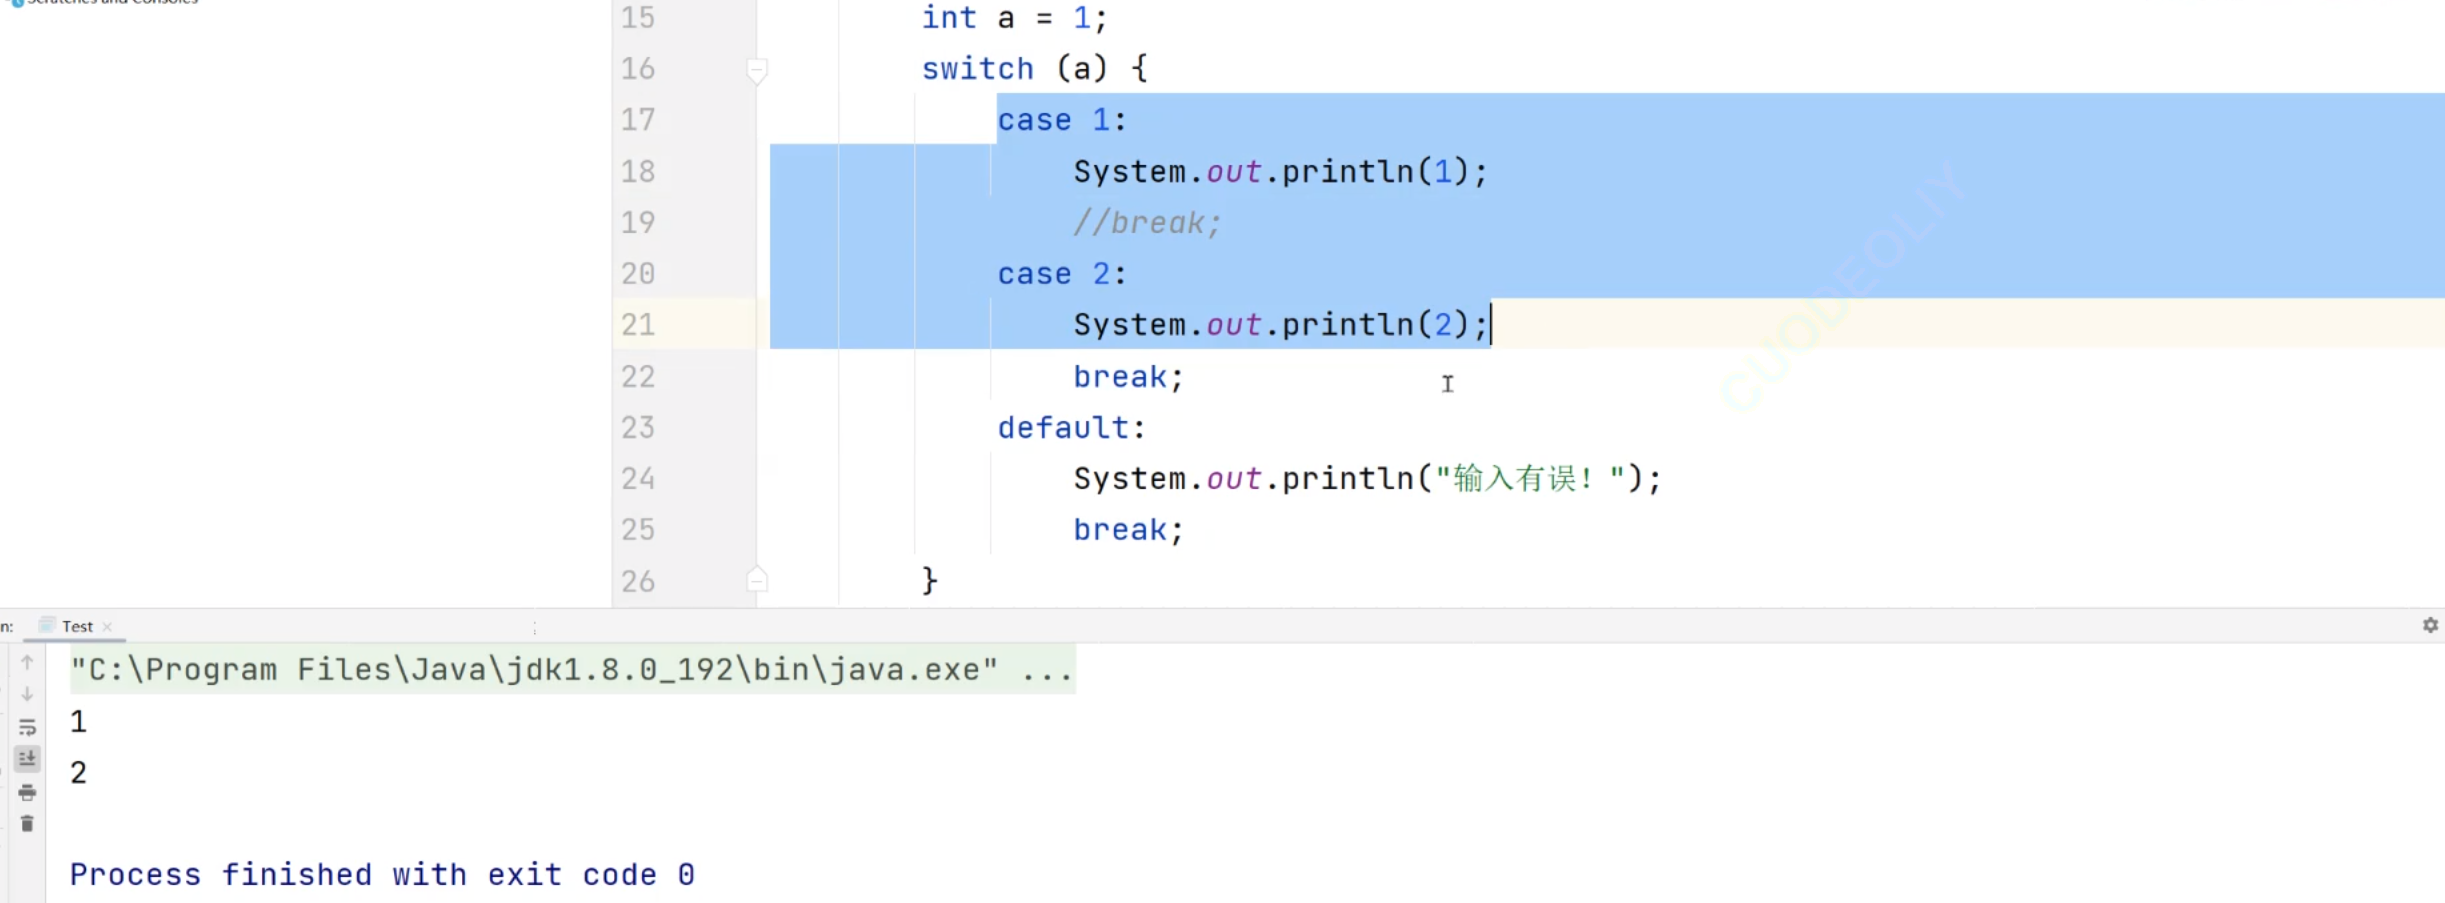 Scratches and Consoles
15 int a = 1;
16 switch (a) {
17 case 1:
18 System.out.println(1);
19 //break;
20 case 2:
21 System.out.println(2);
22 break;
23 default:
24 System.out.println("输入有误！");
25 break;
26 }
CUODEOLIY
n: Test
"C:\Program Files\Java\jdk1.8.0_192\bin\java.exe" ...
1
2
Process finished with exit code 0